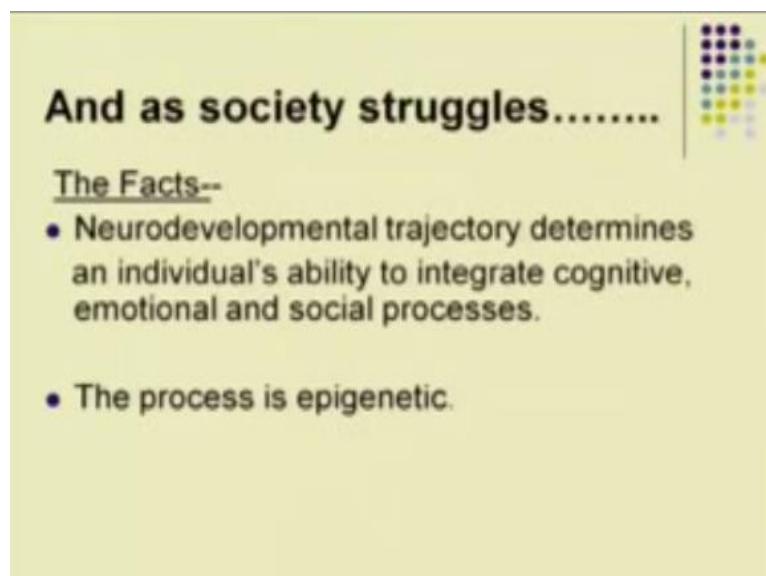 And as society struggles……..
The Facts--
Neurodevelopmental trajectory determines
an individual's ability to integrate cognitive,
emotional and social processes.
The process is epigenetic.